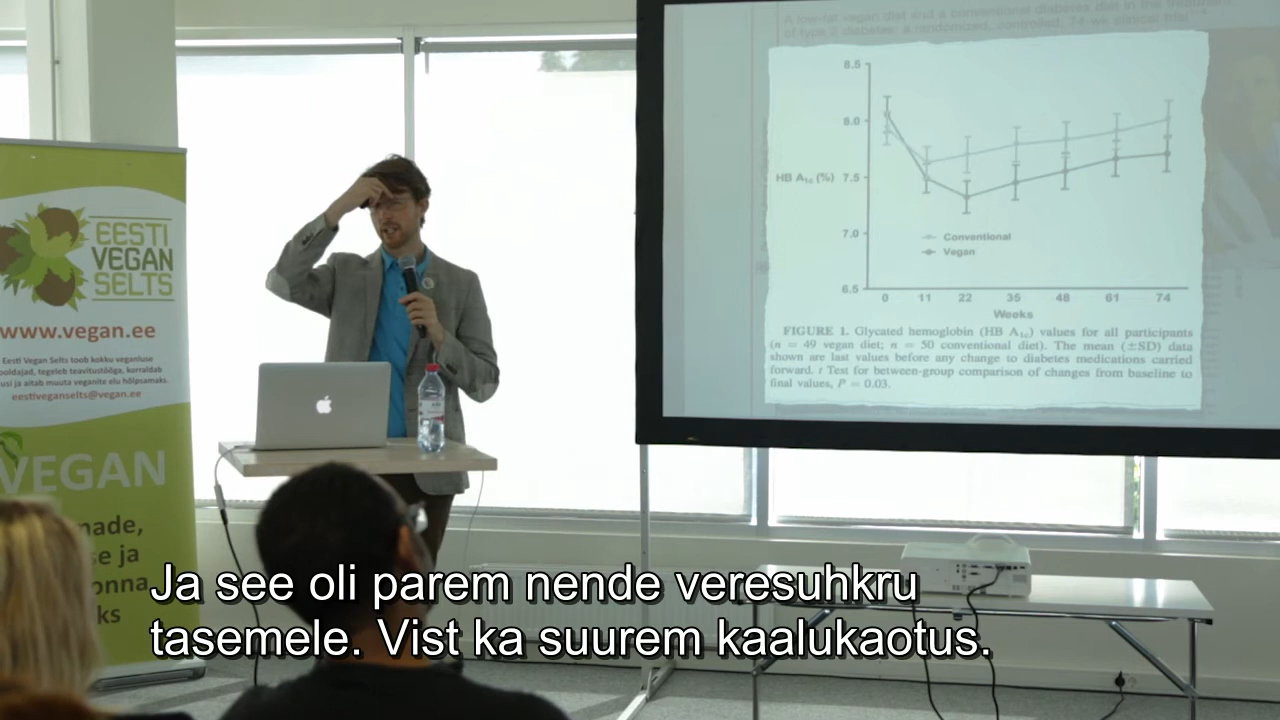 EESTI
VEGAN
SELTS
www.vegan.ee
Eesti Vegan Selts toob kokku veganluse
pooldajad, tegeleb teavitustööga, korraldab
usi ja aitab muuta veganite elu hõlpsamaks.
eestiveganselts@vegan.ee
VEGAN
A low-fat vegan diet and a conventional diabetes diet in the treatment
of type 2 diabetes: a randomized, controlled, 74-wk clinical trial
8.5
8.0
HB A1c (%) 7.5
7.0
6.5
Conventional
Vegan
0 11 22 35 48 61 74
Weeks
FIGURE 1. Glycated hemoglobin (HB A1c) values for all participants
(n = 49 vegan diet; n = 50 conventional diet). The mean (±SD) data
shown are last values before any change to diabetes medications carried
forward. t Test for between-group comparison of changes from baseline to
final values, P = 0.03.
Ja see oli parem nende veresuhkru
tasemele. Vist ka suurem kaalukaotus.